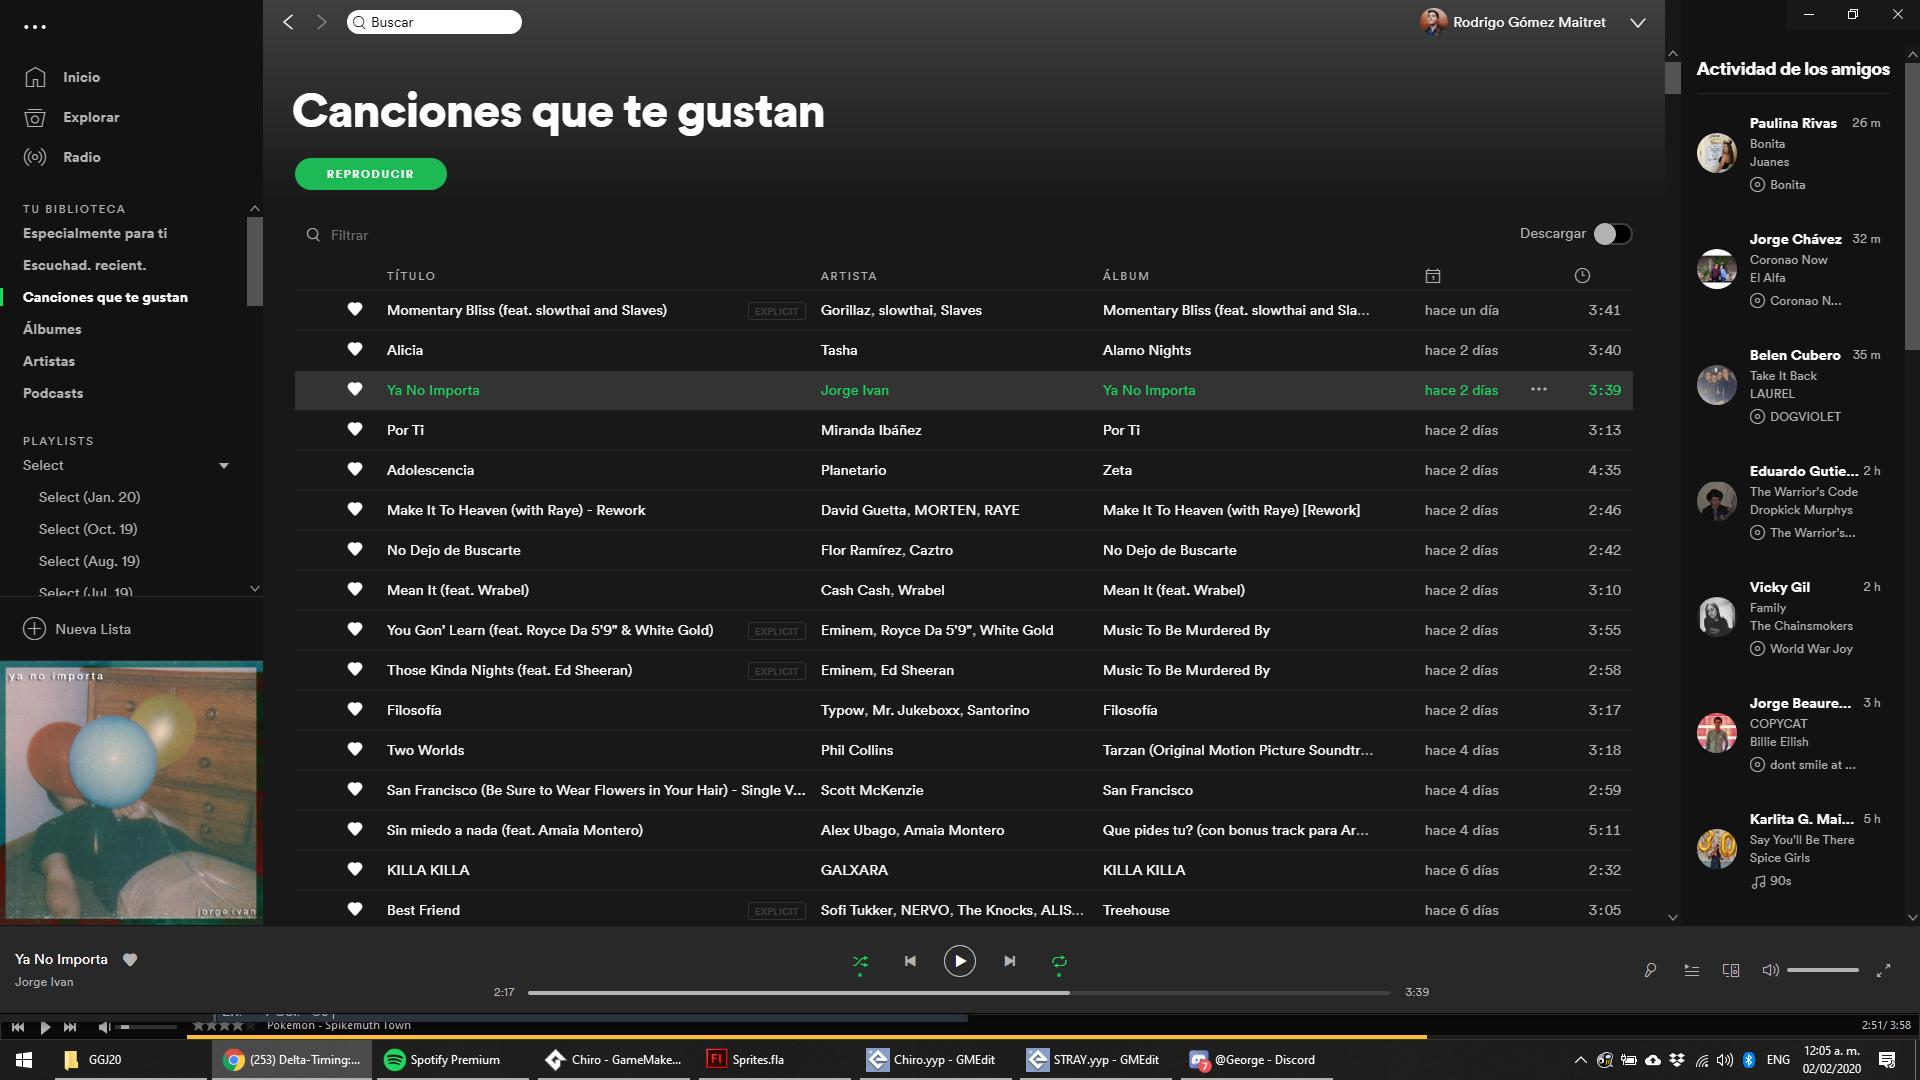 Buscar
Rodrigo Gómez Maitret
Inicio
Explorar
Radio
TU BIBLIOTECA
Especialmente para ti
Escuchad. recient.
Canciones que te gustan
Álbumes
Artistas
Podcasts
PLAYLISTS
Select
Select (Jan. 20)
Select (Oct. 19)
Select (Aug. 19)
Select (Jul. 19)
Nueva Lista
ya no importa
jorge ivan
Canciones que te gustan
REPRODUCIR
Filtrar
Descargar
TÍTULO ARTISTA ÁLBUM
Momentary Bliss (feat. slowthai and Slaves) EXPLICIT Gorillaz, slowthai, Slaves Momentary Bliss (feat. slowthai and Sla... hace un día 3:41
Alicia Tasha Alamo Nights hace 2 días 3:40
Ya No Importa Jorge Ivan Ya No Importa hace 2 días ••• 3:39
Por Ti Miranda Ibáñez Por Ti hace 2 días 3:13
Adolescencia Planetario Zeta hace 2 días 4:35
Make It To Heaven (with Raye) - Rework David Guetta, MORTEN, RAYE Make It To Heaven (with Raye) [Rework] hace 2 días 2:46
No Dejo de Buscarte Flor Ramírez, Caztro No Dejo de Buscarte hace 2 días 2:42
Mean It (feat. Wrabel) Cash Cash, Wrabel Mean It (feat. Wrabel) hace 2 días 3:10
You Gon' Learn (feat. Royce Da 5'9" & White Gold) EXPLICIT Eminem, Royce Da 5'9", White Gold Music To Be Murdered By hace 2 días 3:55
Those Kinda Nights (feat. Ed Sheeran) EXPLICIT Eminem, Ed Sheeran Music To Be Murdered By hace 2 días 2:58
Filosofía Typow, Mr. Jukeboxx, Santorino Filosofía hace 2 días 3:17
Two Worlds Phil Collins Tarzan (Original Motion Picture Soundtr... hace 4 días 3:18
San Francisco (Be Sure to Wear Flowers in Your Hair) - Single V... Scott McKenzie San Francisco hace 4 días 2:59
Sin miedo a nada (feat. Amaia Montero) Alex Ubago, Amaia Montero Que pides tu? (con bonus track para Ar... hace 4 días 5:11
KILLA KILLA GALXARA KILLA KILLA hace 6 días 2:32
Best Friend EXPLICIT Sofi Tukker, NERVO, The Knocks, ALIS... Treehouse hace 6 días 3:05
Actividad de los amigos
Paulina Rivas 26 m
Bonita
Juanes
Bonita
Jorge Chávez 32 m
Coronao Now
El Alfa
Coronao N...
Belen Cubero 35 m
Take It Back
LAUREL
DOGVIOLET
Eduardo Gutie... 2 h
The Warrior's Code
Dropkick Murphys
The Warrior's...
Vicky Gil 2 h
Family
The Chainsmokers
World War Joy
Jorge Beaure... 3 h
COPYCAT
Billie Eilish
dont smile at ...
Karlita G. Mai... 5 h
Say You'll Be There
Spice Girls
90s
Ya No Importa
Jorge Ivan
2:17 3:39
Pokemon - Spikemuth Town 2:51/ 3:58
GGJ20 (253) Delta-Timing:... Spotify Premium Chiro - GameMake... Sprites.fla Chiro.yyp - GMEdit STRAY.yyp - GMEdit 7 @George - Discord ENG 12:05 a. m.
02/02/2020